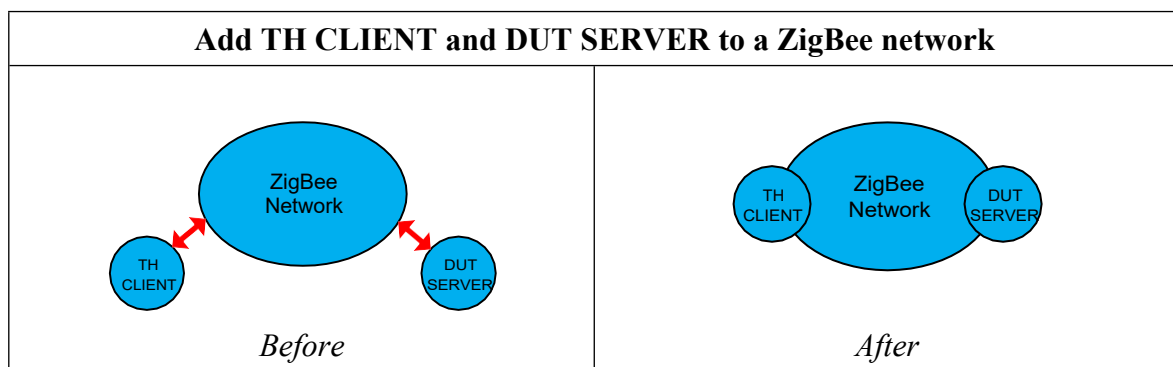 Add TH CLIENT and DUT SERVER to a ZigBee network
ZigBee
Network
TH
CLIENT
DUT
SERVER
Before
TH
CLIENT
ZigBee
Network
DUT
SERVER
After